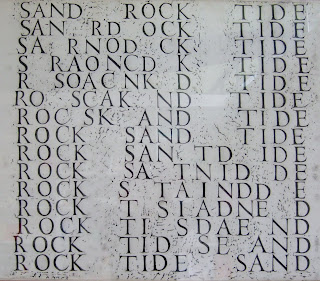 SAND ROCK TIDE
SAN RD OCK TIDE
SA RNOD CK TIDE
S RAONCD K TIDE
R SOACNK D TIDE
RO SCAK ND TIDE
ROC SK AND TIDE
ROCK SAND TIDE
ROCK SAN TD IDE
ROCK SA TNID DE
ROCK S TAINDD E
ROCK T SIADNE D
ROCK TI SDAE ND
ROCK TID SE AND
ROCK TIDE SAND